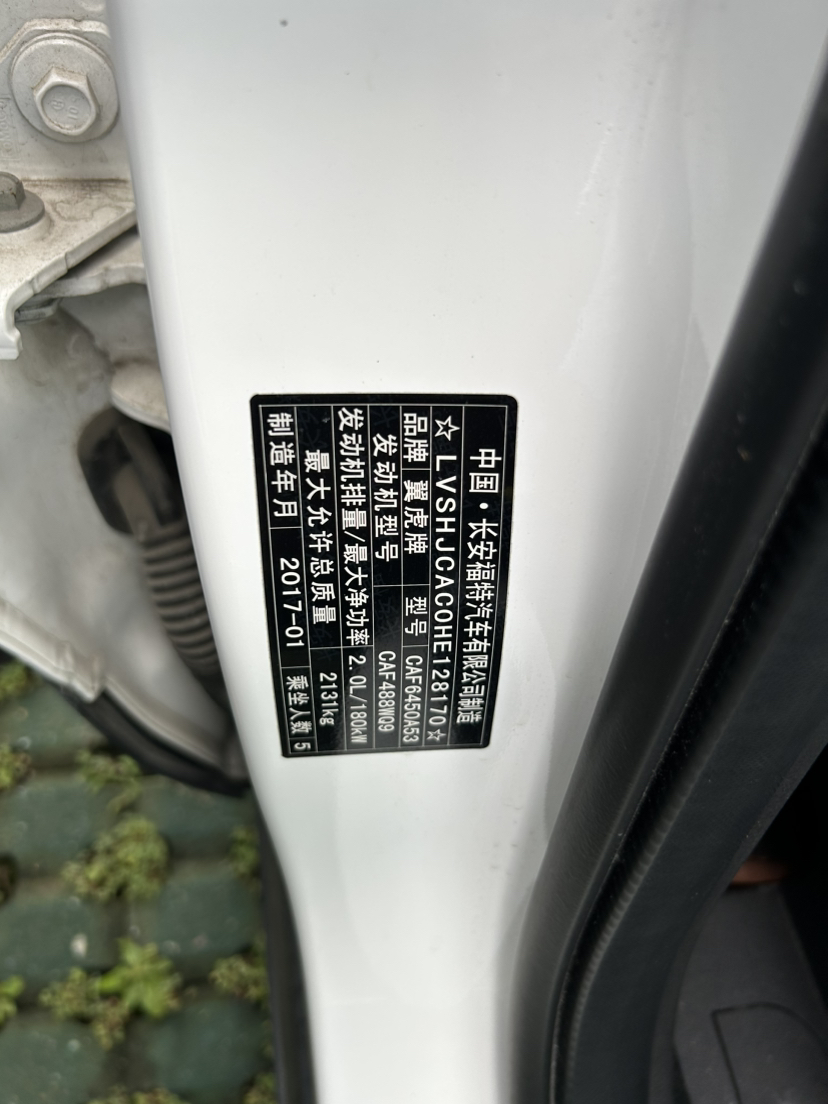 中国·长安福特汽车有限公司制造
☆LVSHJCAC0HE128170☆
品牌 翼虎牌 型号 CAF6450A53
发动机型号 CAF488WQ9
发动机排量/最大净功率 2.0L/180kW
最大允许总质量 2131kg
制造年月 2017-01 乘坐人数 5